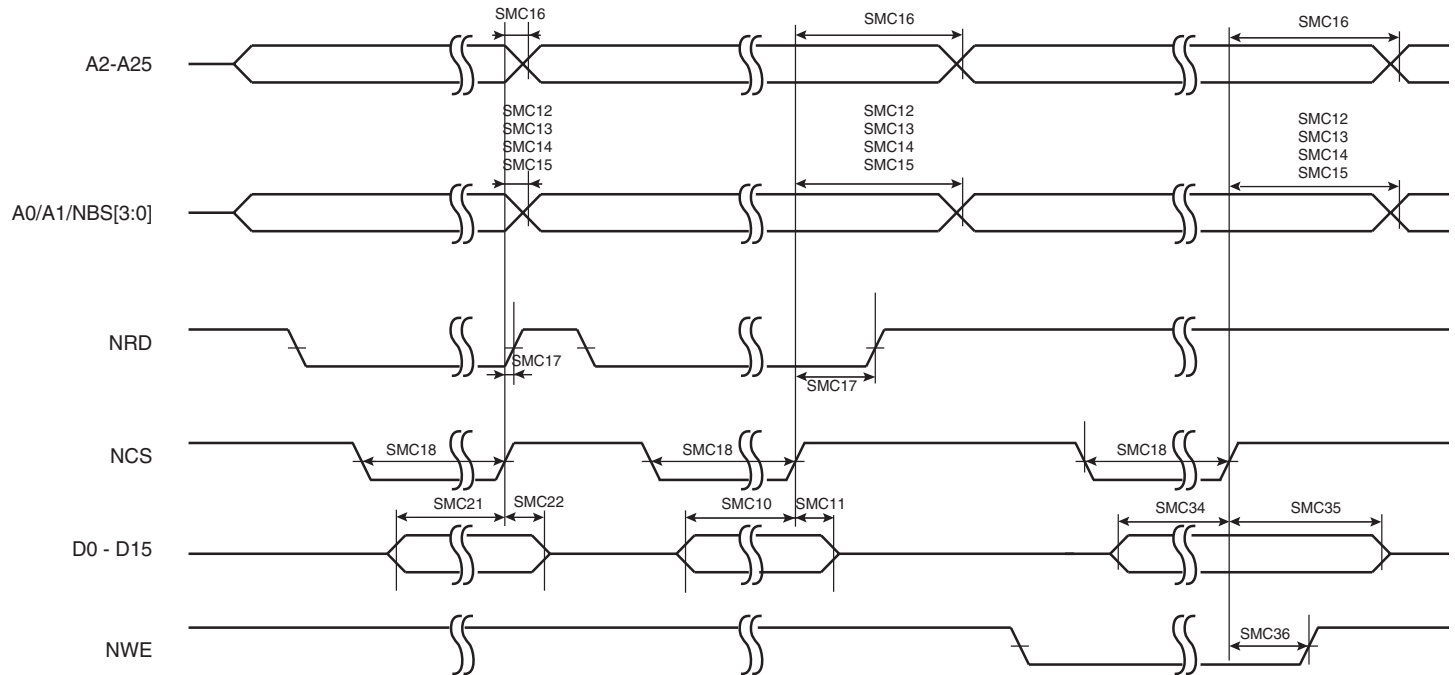 SMC16 SMC16 SMC16
A2-A25
SMC12 SMC12 SMC12
SMC13 SMC13 SMC13
SMC14 SMC14 SMC14
SMC15 SMC15 SMC15
A0/A1/NBS[3:0]
NRD
SMC17 SMC17
NCS
SMC18 SMC18 SMC18
SMC21 SMC22 SMC10 SMC11 SMC34 SMC35
D0 - D15
NWE
SMC36